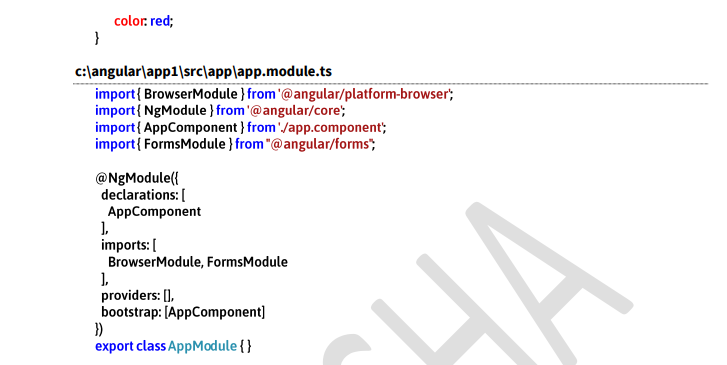 color: red;
}
c:\angular\app1\src\app\app.module.ts
import { BrowserModule } from '@angular/platform-browser';
import { NgModule } from '@angular/core';
import { AppComponent } from './app.component';
import { FormsModule } from "@angular/forms";
@NgModule({
declarations: [
AppComponent
],
imports: [
BrowserModule, FormsModule
],
providers: [],
bootstrap: [AppComponent]
})
export class AppModule { }
SHA